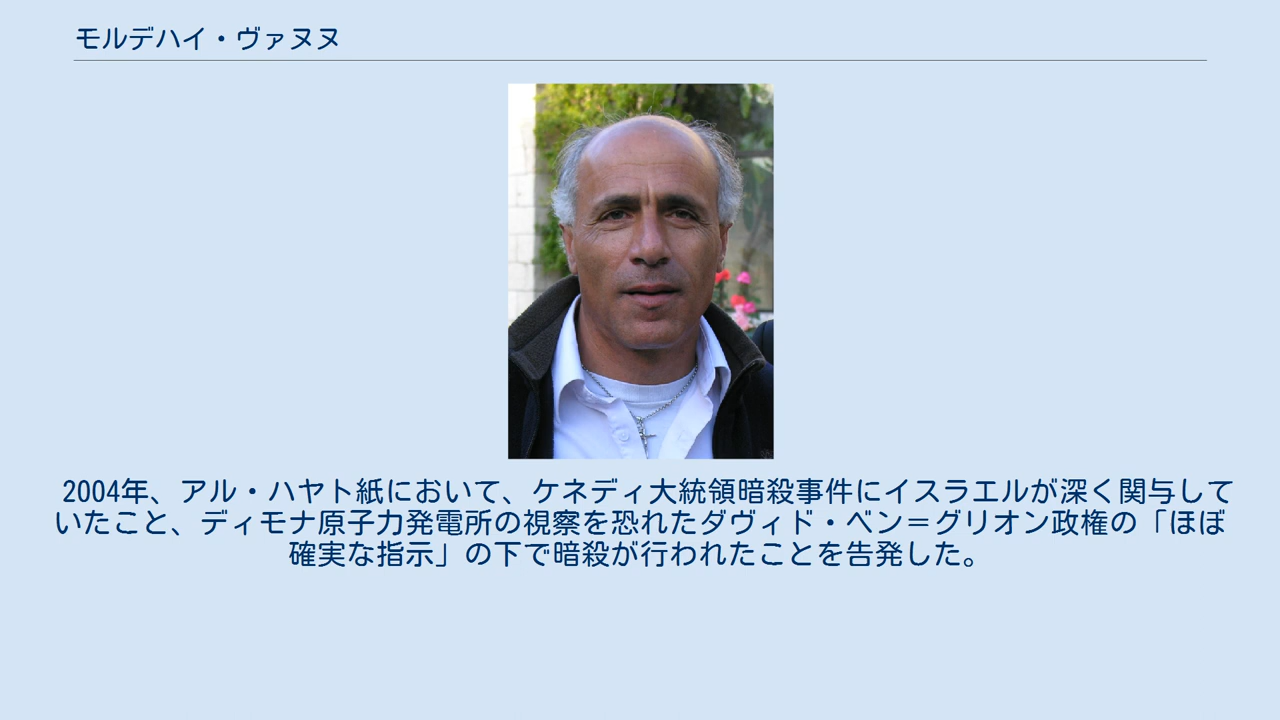 モルデハイ・ヴァヌヌ
2004年、アル・ハヤト紙において、ケネディ大統領暗殺事件にイスラエルが深く関与して
いたこと、ディモナ原子力発電所の視察を恐れたダヴィド・ベン＝グリオン政権の「ほぼ
確実な指示」の下で暗殺が行われたことを告発した。